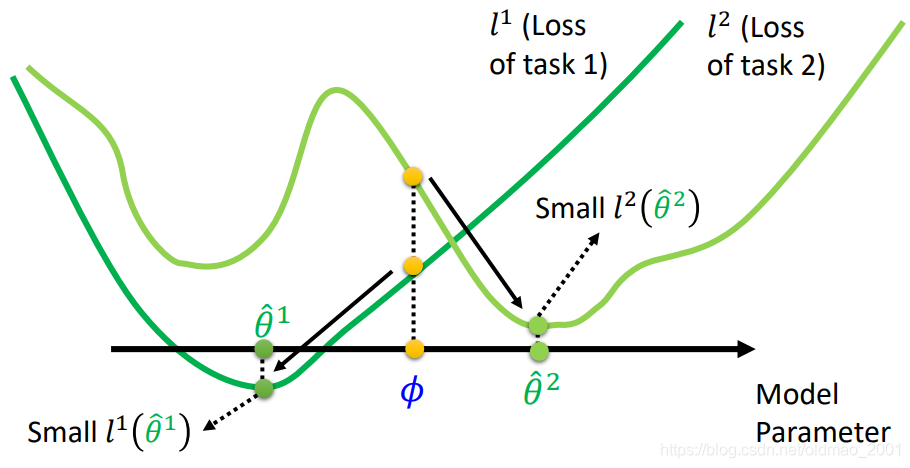 l¹ (Loss
of task 1)
l² (Loss
of task 2)
Small l²(θ̂²)
θ̂¹
ϕ
θ̂²
Small l¹(θ̂¹)
Model
Parameter
https://blog.csdn.net/oldmao_2001